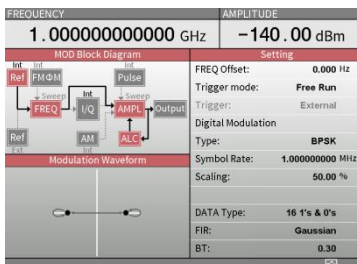 FREQUENCY
AMPLITUDE
1.000000000000 GHz
-140.00 dBm
MOD Block Diagram
Setting
Int
Int
Int
Ref
FMΦM
Pulse
Sweep
Int
Sweep
FREQ
I/Q
AMPL
Output
Ref
AM
ALC
Ext
Int
Modulation Waveform
FREQ Offset: 0.000 Hz
Trigger mode: Free Run
Trigger: External
Digital Modulation
Type: BPSK
Symbol Rate: 1.000000000 MHz
Scaling: 50.00 %
DATA Type: 16 1's & 0's
FIR: Gaussian
BT: 0.30